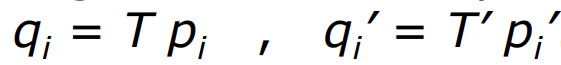 qᵢ = T pᵢ , qᵢ′ = T′ pᵢ′